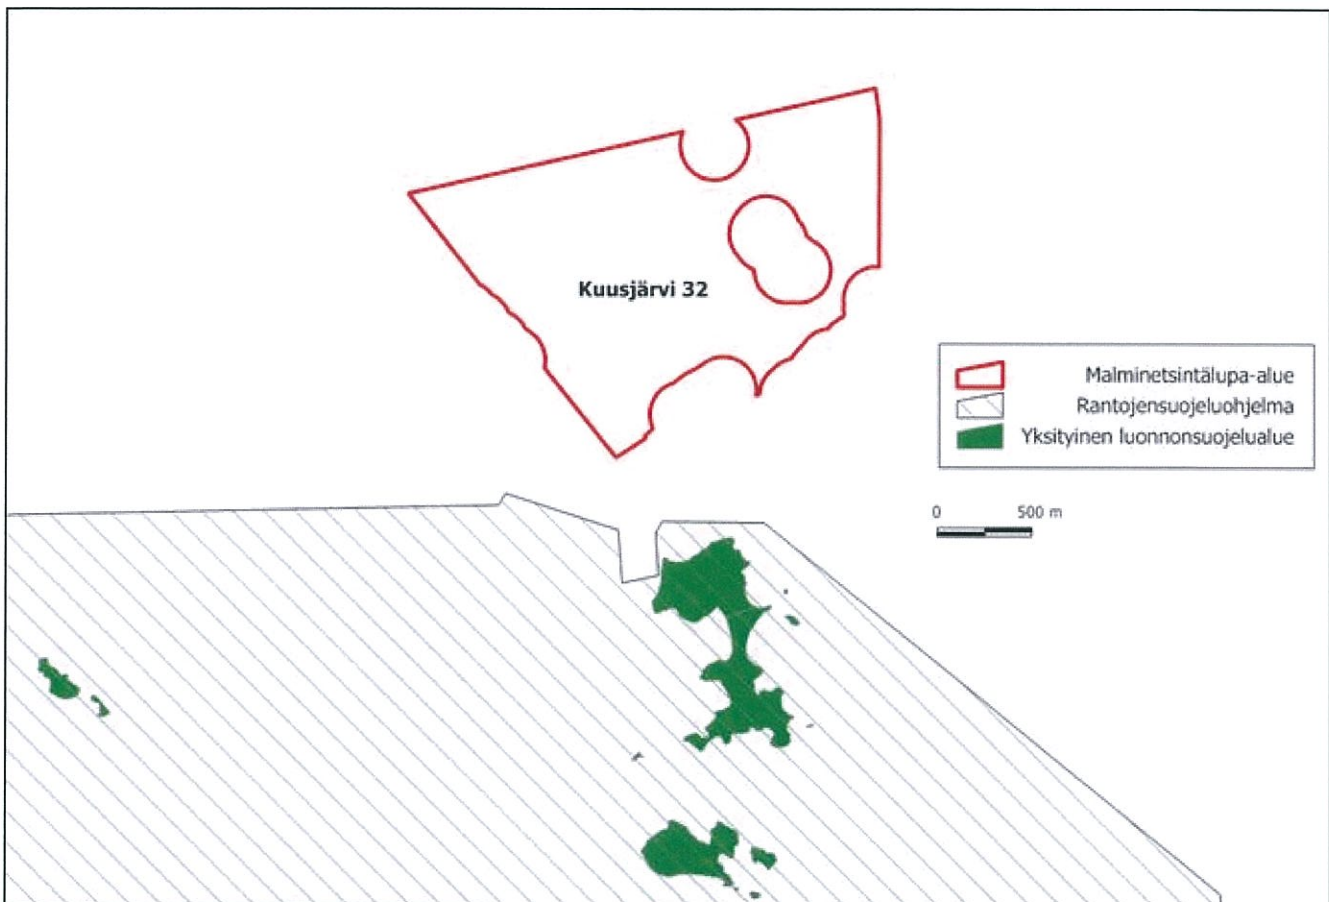 Kuusjärvi 32
Malminetsintälupa-alue
Rantojensuojeluohjelma
Yksityinen luonnonsuojelualue
0 500 m